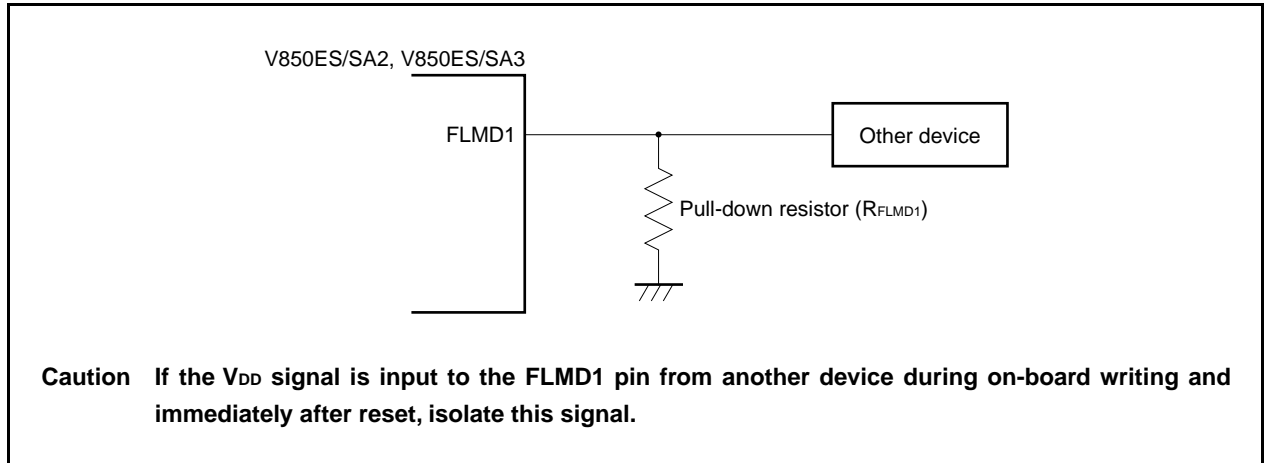 V850ES/SA2, V850ES/SA3
FLMD1
Other device
Pull-down resistor (RFLMD1)
Caution If the VDD signal is input to the FLMD1 pin from another device during on-board writing and
immediately after reset, isolate this signal.